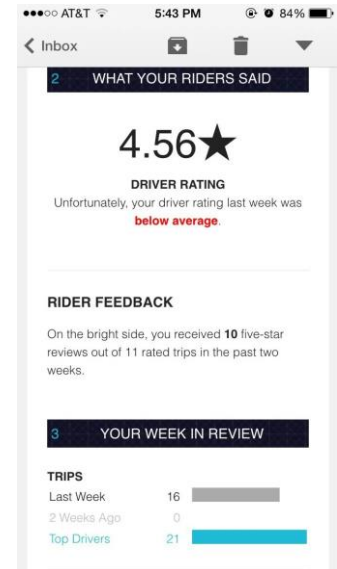 ●●●○○ AT&T 5:43 PM 84%
Inbox
2 WHAT YOUR RIDERS SAID
4.56★
DRIVER RATING
Unfortunately, your driver rating last week was
below average.
RIDER FEEDBACK
On the bright side, you received 10 five-star
reviews out of 11 rated trips in the past two
weeks.
3 YOUR WEEK IN REVIEW
TRIPS
Last Week 16
2 Weeks Ago 0
Top Drivers 21